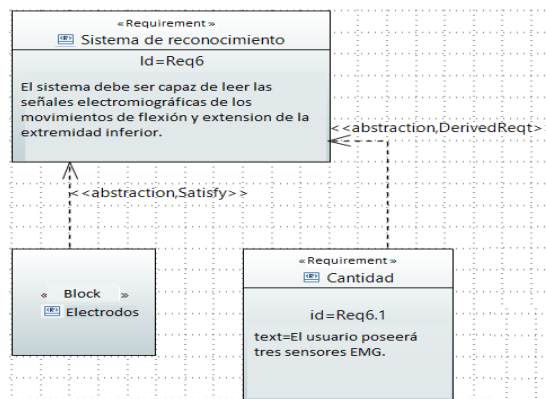 «Requirement»
Sistema de reconocimiento
Id=Req6
El sistema debe ser capaz de leer las
señales electromiográficas de los
movimientos de flexión y extension de la
extremidad inferior.
<<abstraction,DerivedReqt>
<<abstraction,Satisfy>>
« Block »
Electrodos
«Requirement»
Cantidad
id=Req6.1
text=El usuario poseerá
tres sensores EMG.